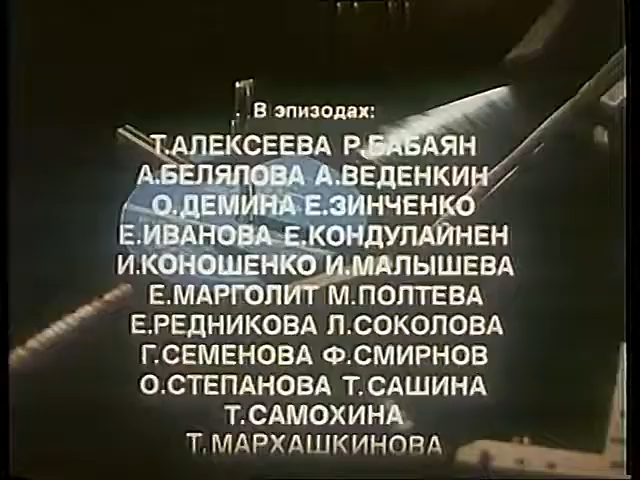 В эпизодах:
Т.АЛЕКСЕЕВА Р.БАБАЯН
А.БЕЛЯЛОВА А.ВЕДЕНКИН
О.ДЕМИНА Е.ЗИНЧЕНКО
Е.ИВАНОВА Е.КОНДУЛАЙНЕН
И.КОНОШЕНКО И.МАЛЫШЕВА
Е.МАРГОЛИТ М.ПОЛТЕВА
Е.РЕДНИКОВА Л.СОКОЛОВА
Г.СЕМЕНОВА Ф.СМИРНОВ
О.СТЕПАНОВА Т.САШИНА
Т.САМОХИНА
Т.МАРХАШКИНОВА